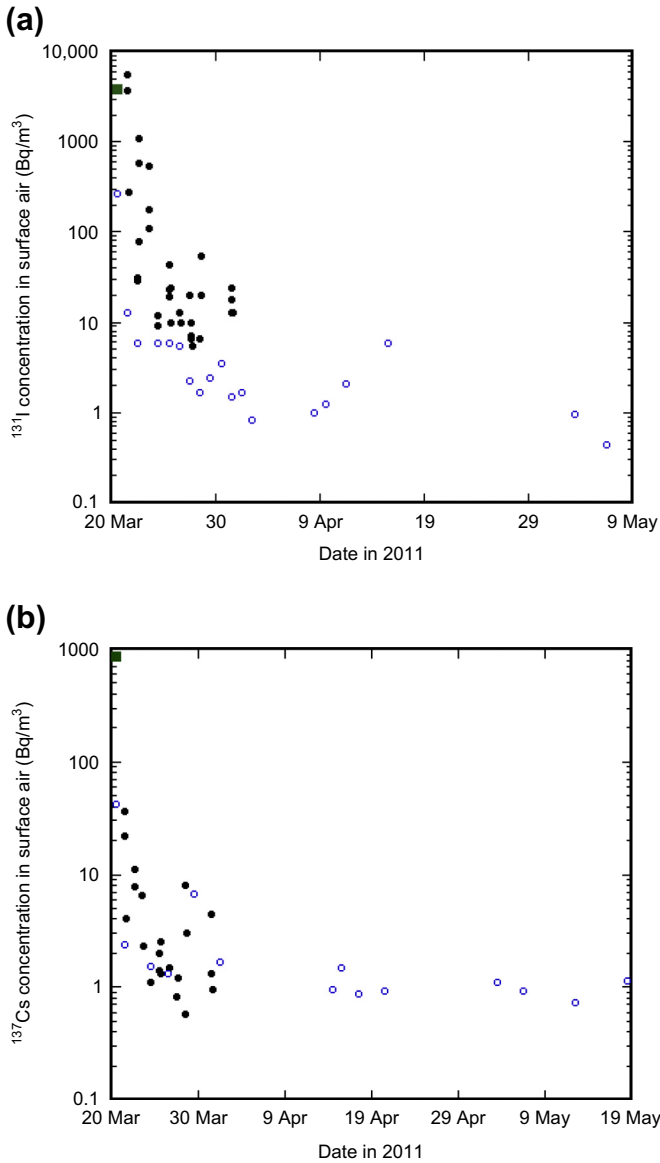 (a)
10,000
1000
100
10
1
0.1
¹³¹I concentration in surface air (Bq/m³)
20 Mar 30 9 Apr 19 29 9 May
Date in 2011
(b)
1000
100
10
1
0.1
¹³⁷Cs concentration in surface air (Bq/m³)
20 Mar 30 Mar 9 Apr 19 Apr 29 Apr 9 May 19 May
Date in 2011